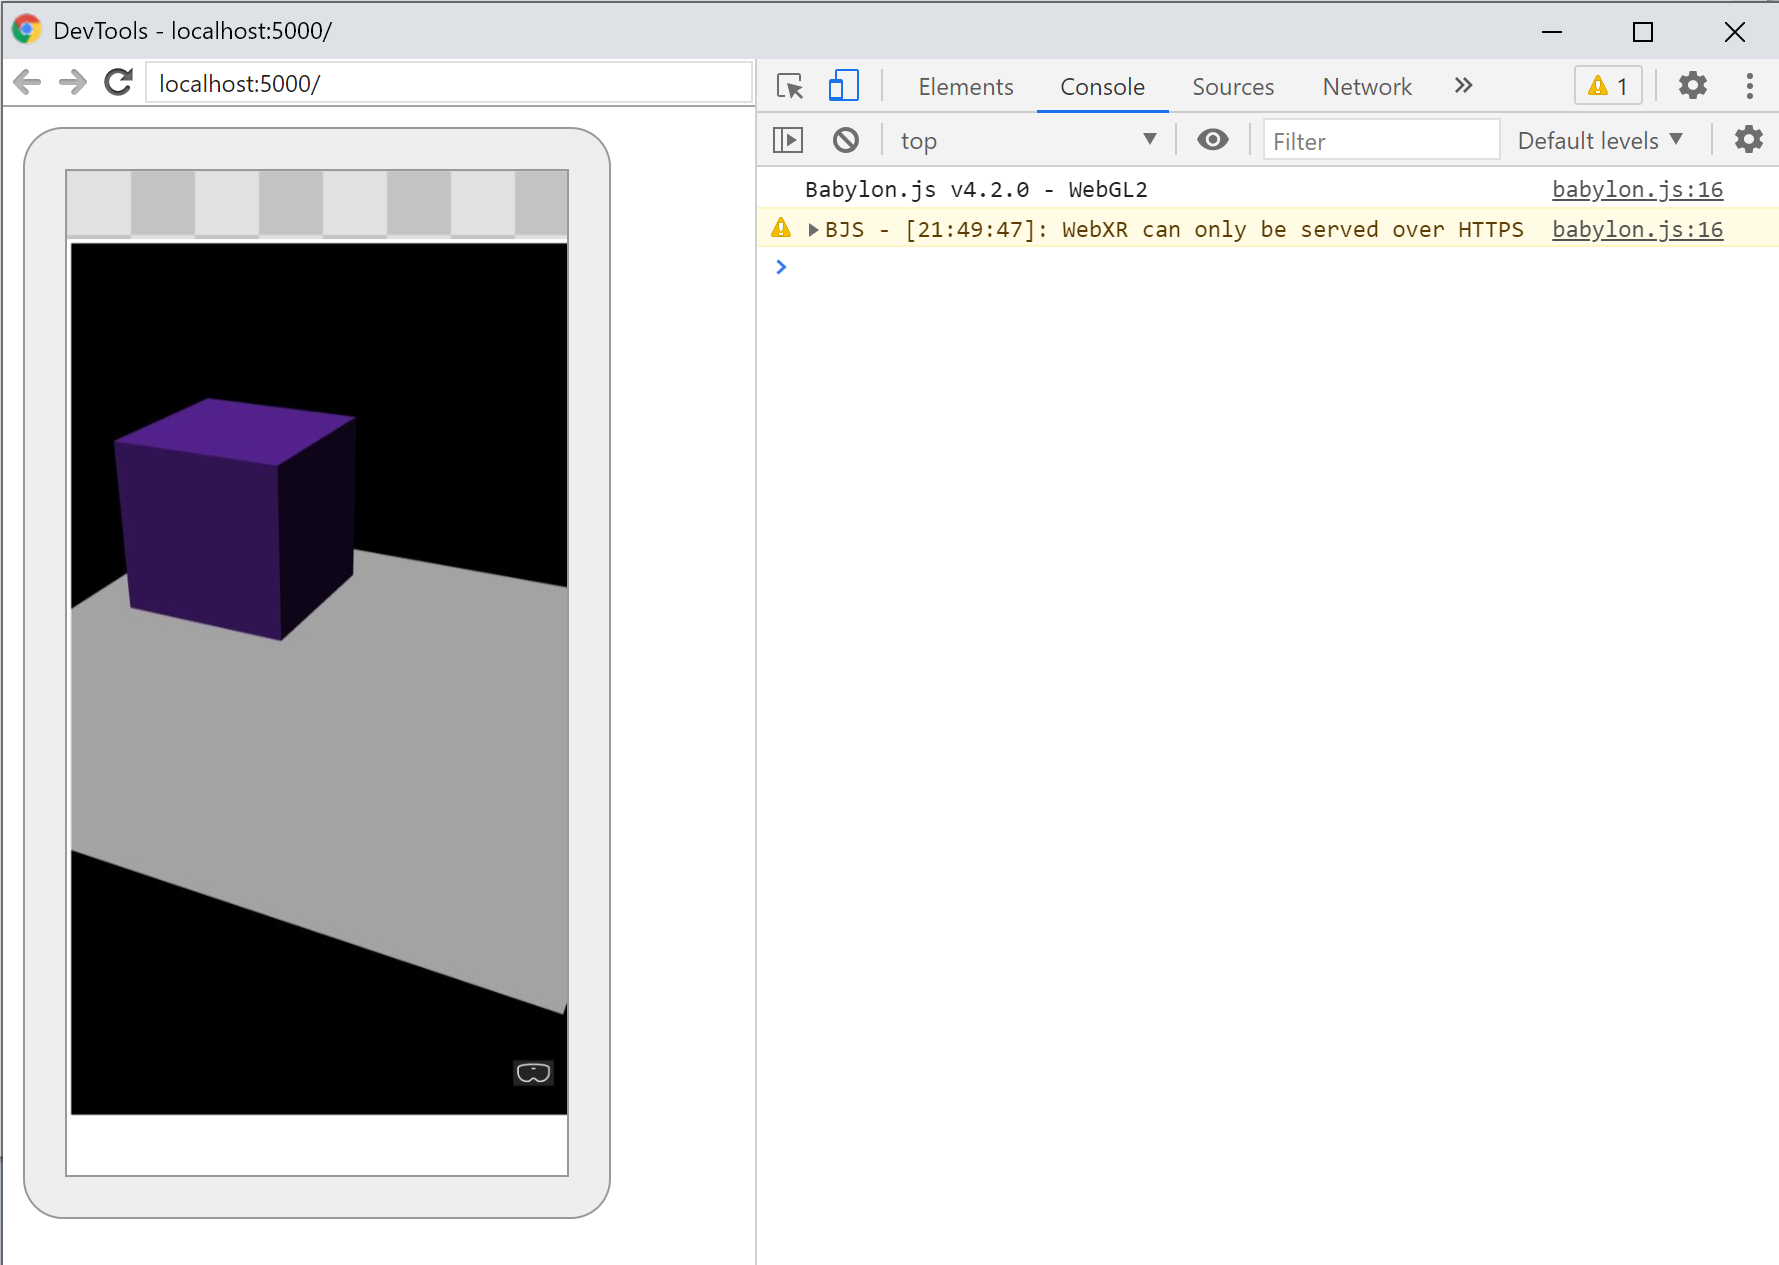 DevTools - localhost:5000/
localhost:5000/
Elements Console Sources Network » 1
top Filter Default levels
Babylon.js v4.2.0 - WebGL2 babylon.js:16
BJS - [21:49:47]: WebXR can only be served over HTTPS babylon.js:16